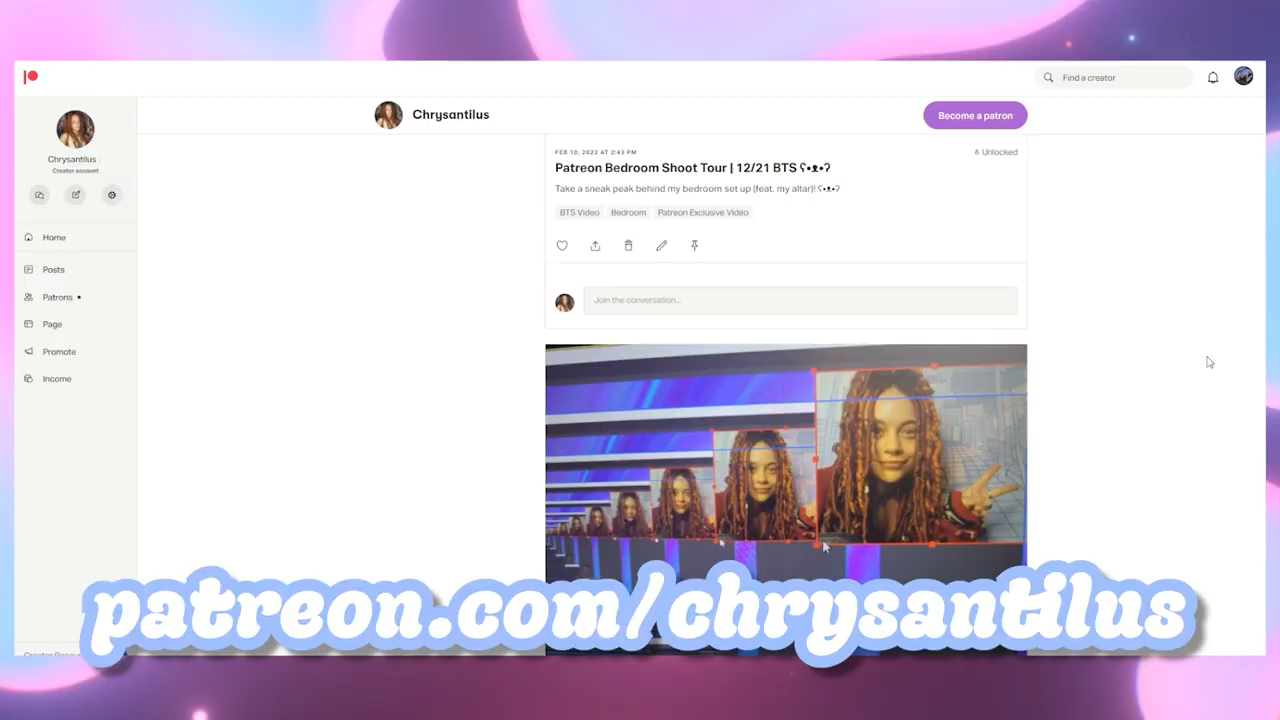 Find a creator
Chrysantilus
Become a patron
Chrysantilus
Creator account
FEB 10, 2022 AT 2:43 PM
6 Unlocked
Patreon Bedroom Shoot Tour | 12/21 BTS ʕ•ᴥ•ʔ
Take a sneak peak behind my bedroom set up (feat. my altar)! ʕ•ᴥ•ʔ
BTS Video Bedroom Patreon Exclusive Video
Home
Posts
Patrons
Page
Promote
Income
Join the conversation...
patreon.com/chrysantilus